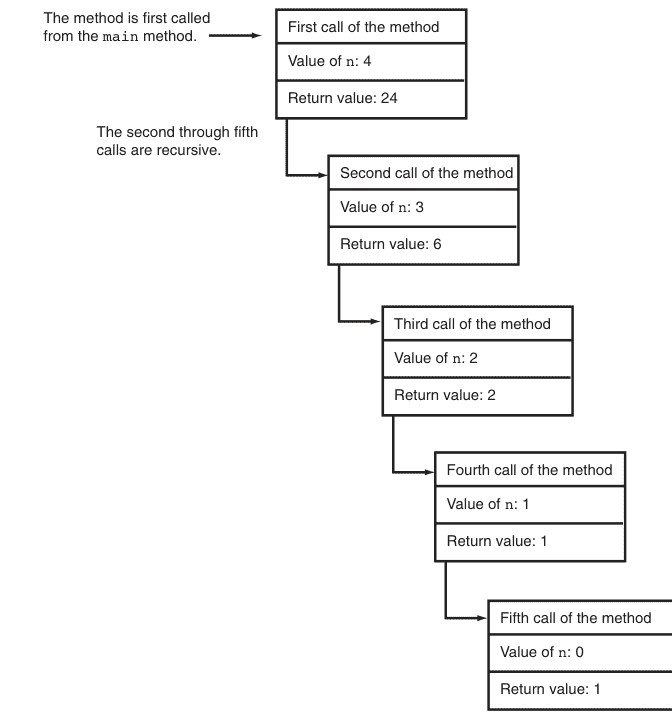 The method is first called
from the main method.
First call of the method
Value of n: 4
Return value: 24
The second through fifth
calls are recursive.
Second call of the method
Value of n: 3
Return value: 6
Third call of the method
Value of n: 2
Return value: 2
Fourth call of the method
Value of n: 1
Return value: 1
Fifth call of the method
Value of n: 0
Return value: 1